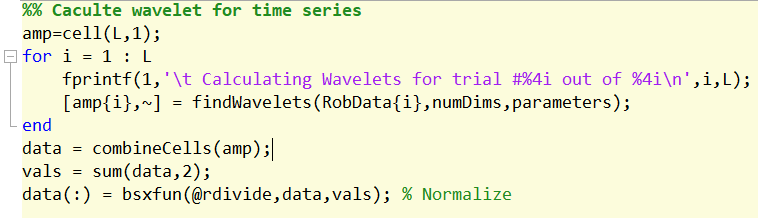 %% Caculte wavelet for time series
amp=cell(L,1);
for i = 1 : L
fprintf(1,'\t Calculating Wavelets for trial #%4i out of %4i\n',i,L);
[amp{i},~] = findWavelets(RobData{i},numDims,parameters);
end
data = combineCells(amp);
vals = sum(data,2);
data(:) = bsxfun(@rdivide,data,vals); % Normalize